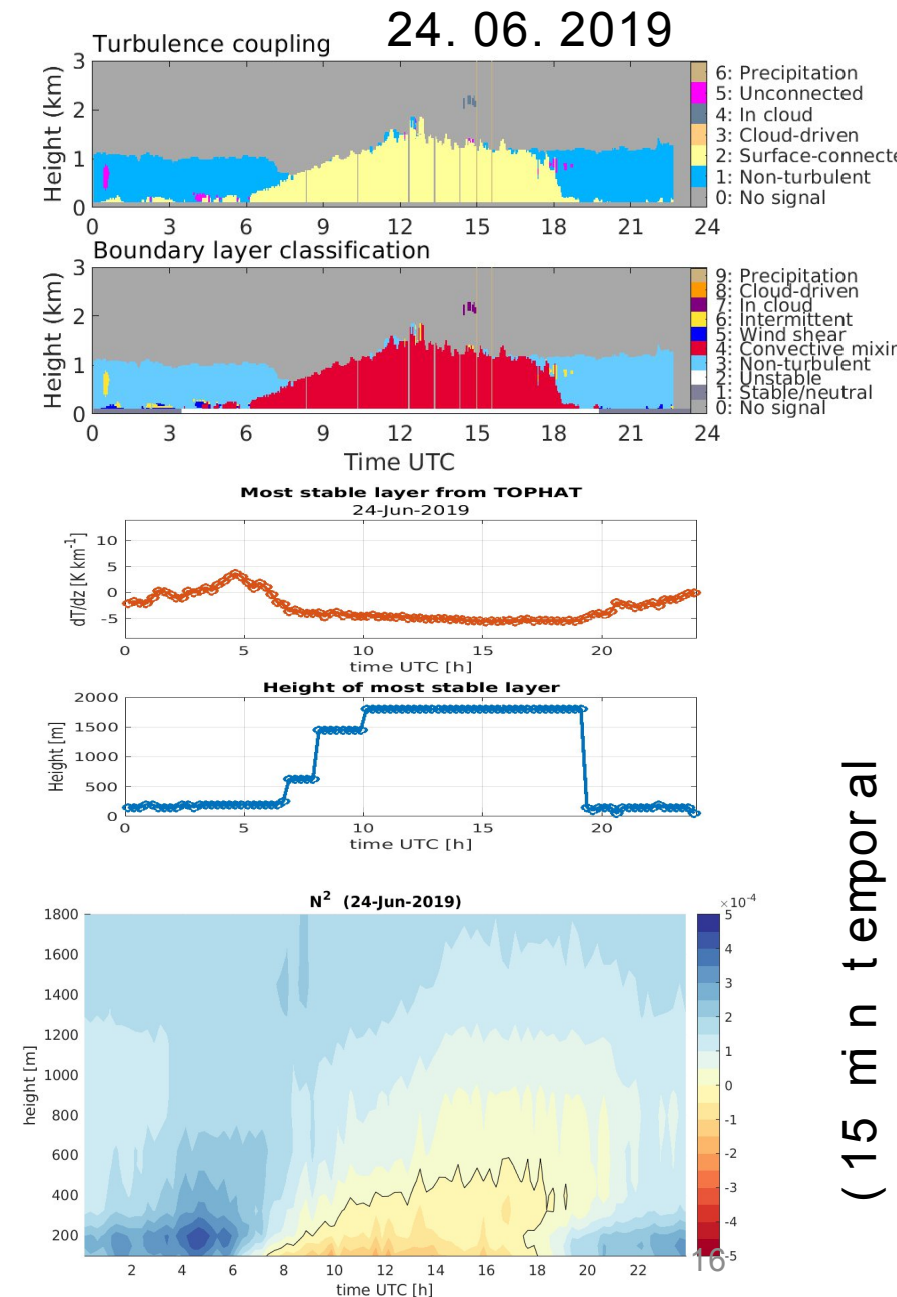 24. 06. 2019
Turbulence coupling
Height (km)
3
2
1
0
0 3 6 9 12 15 18 21 24
6: Precipitation
5: Unconnected
4: In cloud
3: Cloud-driven
2: Surface-connecte
1: Non-turbulent
0: No signal
Boundary layer classification
Height (km)
3
2
1
0
0 3 6 9 12 15 18 21 24
Time UTC
9: Precipitation
8: Cloud-driven
7: In cloud
6: Intermittent
5: Wind shear
4: Convective mixin
3: Non-turbulent
2: Unstable
1: Stable/neutral
0: No signal
Most stable layer from TOPHAT
24-Jun-2019
dT/dz [K km-1]
10
5
0
-5
0 5 10 15 20
time UTC [h]
Height of most stable layer
Height [m]
2000
1500
1000
500
0
0 5 10 15 20
time UTC [h]
N2 (24-Jun-2019)
height [m]
1800
1600
1400
1200
1000
800
600
400
200
2 4 6 8 10 12 14 16 18 20 22
time UTC [h]
×10-4
5
4
3
2
1
0
-1
-2
-3
-4
-5
16
(15 min temporal